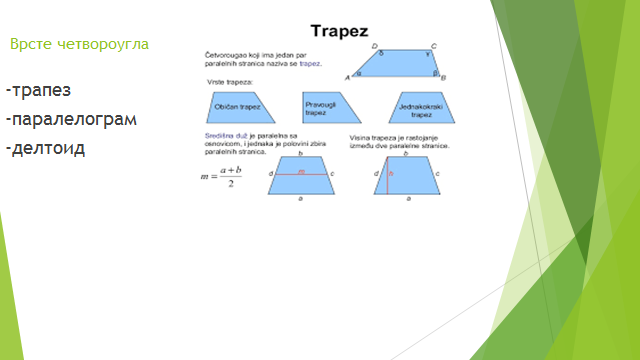 Врсте четвороугла
-трапез
-паралелограм
-делтоид
Trapez
Četvorougao koji ima jedan par
paralelnih stranica naziva se trapez.
D
C
δ
γ
α
β
A
B
Vrste trapeza:
Običan trapez
Pravougli
trapez
Jednakokraki
trapez
Središna duž je paralelna sa
osnovicom, i jednaka je polovini zbira
paralelnih stranica.
m = a+b
2
b
d
m
c
a
Visina trapeza je rastojanje
između dve paralelne stranice.
b
d
h
c
a